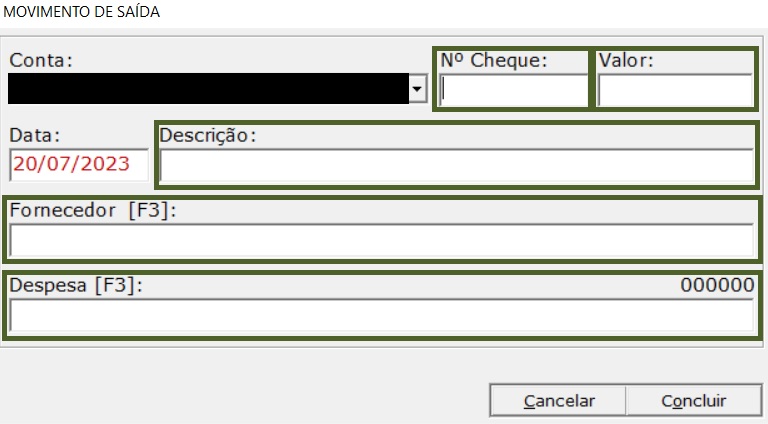 MOVIMENTO DE SAÍDA
Conta: Nº Cheque: Valor:
Data: Descrição:
20/07/2023
Fornecedor [F3]:
Despesa [F3]: 000000
Cancelar Concluir